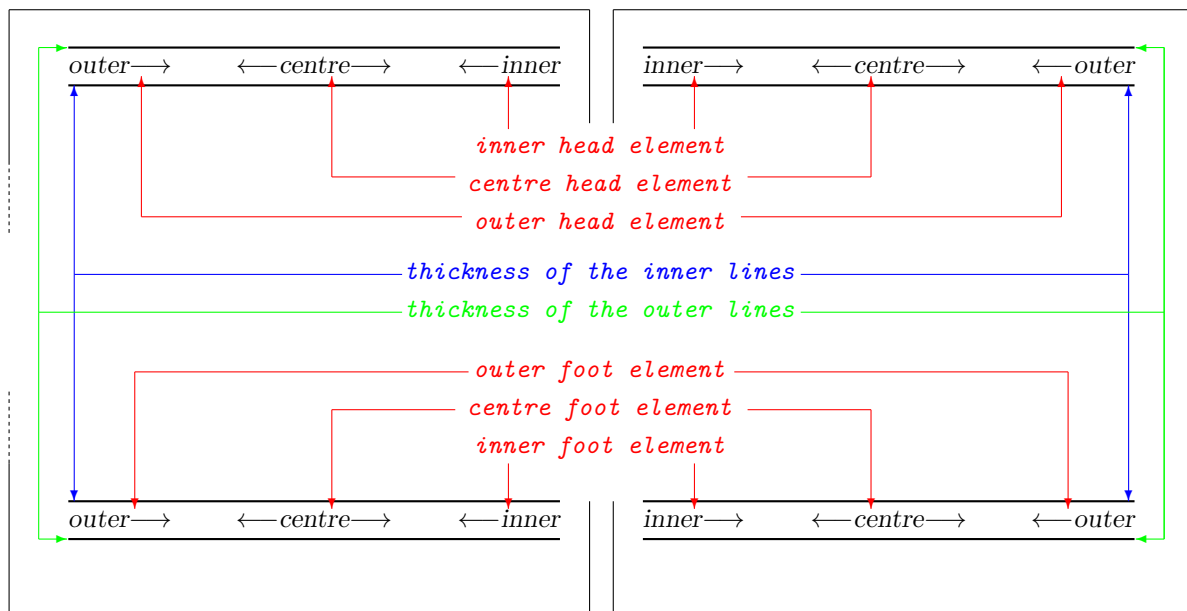 outer⟶ ⟵centre⟶ ⟵inner inner⟶ ⟵centre⟶ ⟵outer
inner head element
centre head element
outer head element
thickness of the inner lines
thickness of the outer lines
outer foot element
centre foot element
inner foot element
outer⟶ ⟵centre⟶ ⟵inner inner⟶ ⟵centre⟶ ⟵outer